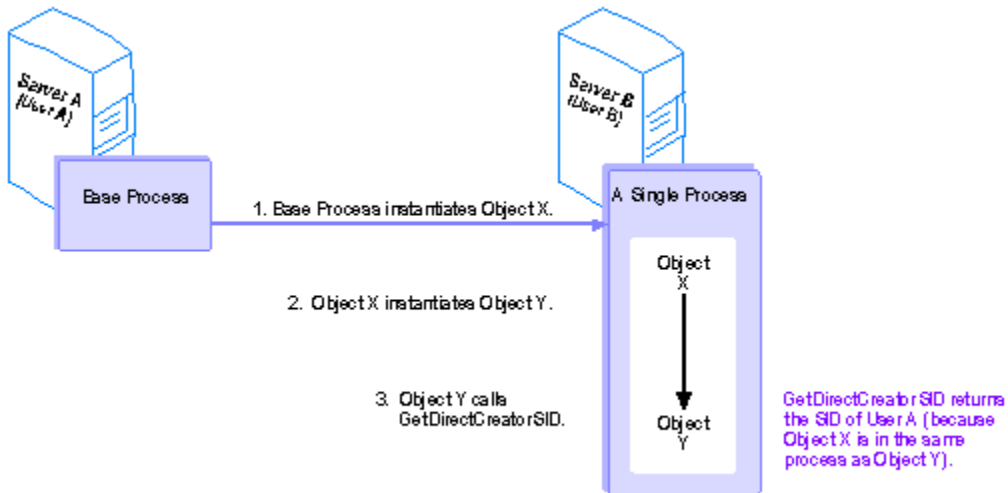 Server A
(User A)
Server B
(User B)
Base Process
A Single Process
1. Base Process instantiates Object X.
Object
X
2. Object X instantiates Object Y.
3. Object Y calls
GetDirectCreatorSID.
Object
Y
GetDirectCreatorSID returns
the SID of User A (because
Object X is in the same
process as Object Y).